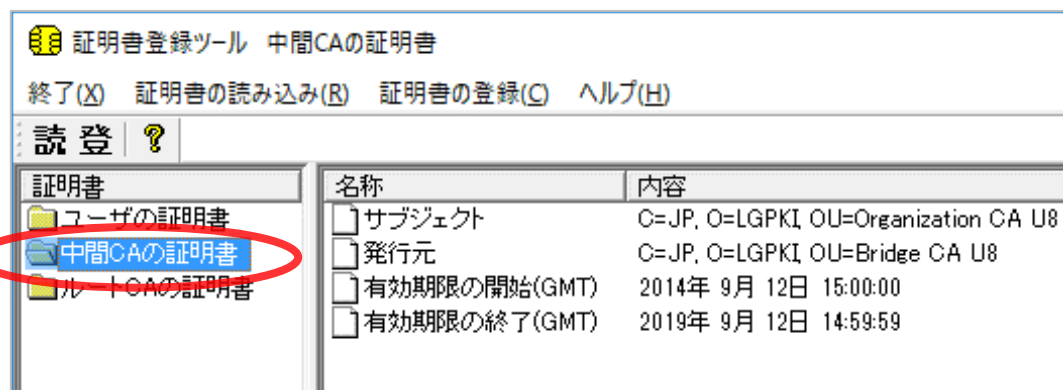 証明書登録ツール 中間CAの証明書
終了(X) 証明書の読み込み(R) 証明書の登録(C) ヘルプ(H)
読 登 ?
証明書 名称 内容
ユーザの証明書 サブジェクト C=JP, O=LGPKI, OU=Organization CA U8
中間CAの証明書 発行元 C=JP, O=LGPKI, OU=Bridge CA U8
ルートCAの証明書 有効期限の開始(GMT) 2014年 9月 12日 15:00:00
有効期限の終了(GMT) 2019年 9月 12日 14:59:59